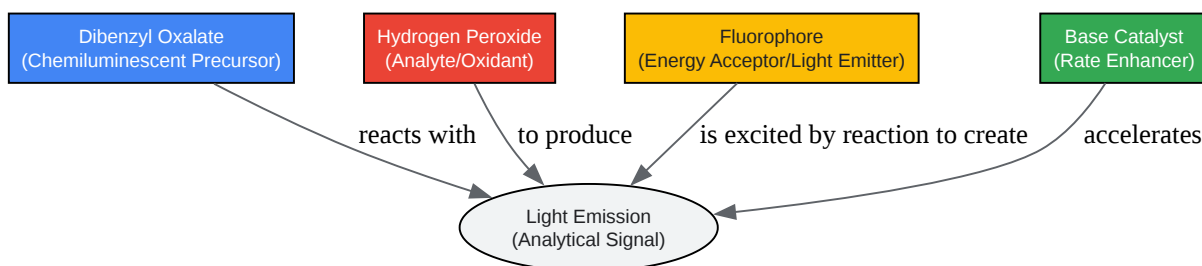 Dibenzyl Oxalate
(Chemiluminescent Precursor)
Hydrogen Peroxide
(Analyte/Oxidant)
Fluorophore
(Energy Acceptor/Light Emitter)
Base Catalyst
(Rate Enhancer)
reacts with
to produce
is excited by reaction to create
accelerates
Light Emission
(Analytical Signal)